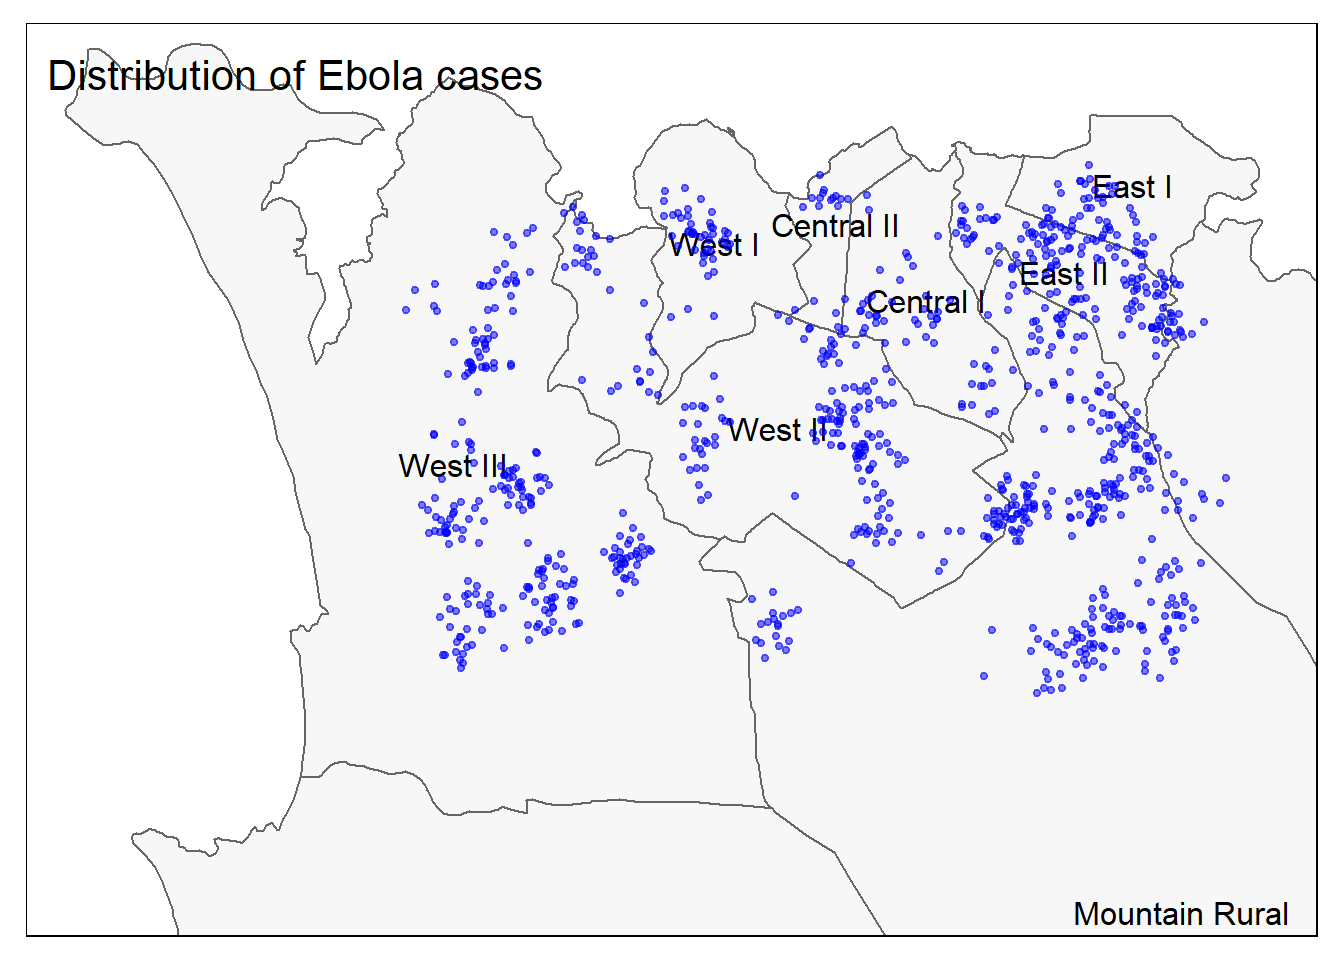 Distribution of Ebola cases
East I
Central II
West I
East II
Central I
West II
West III
Mountain Rural